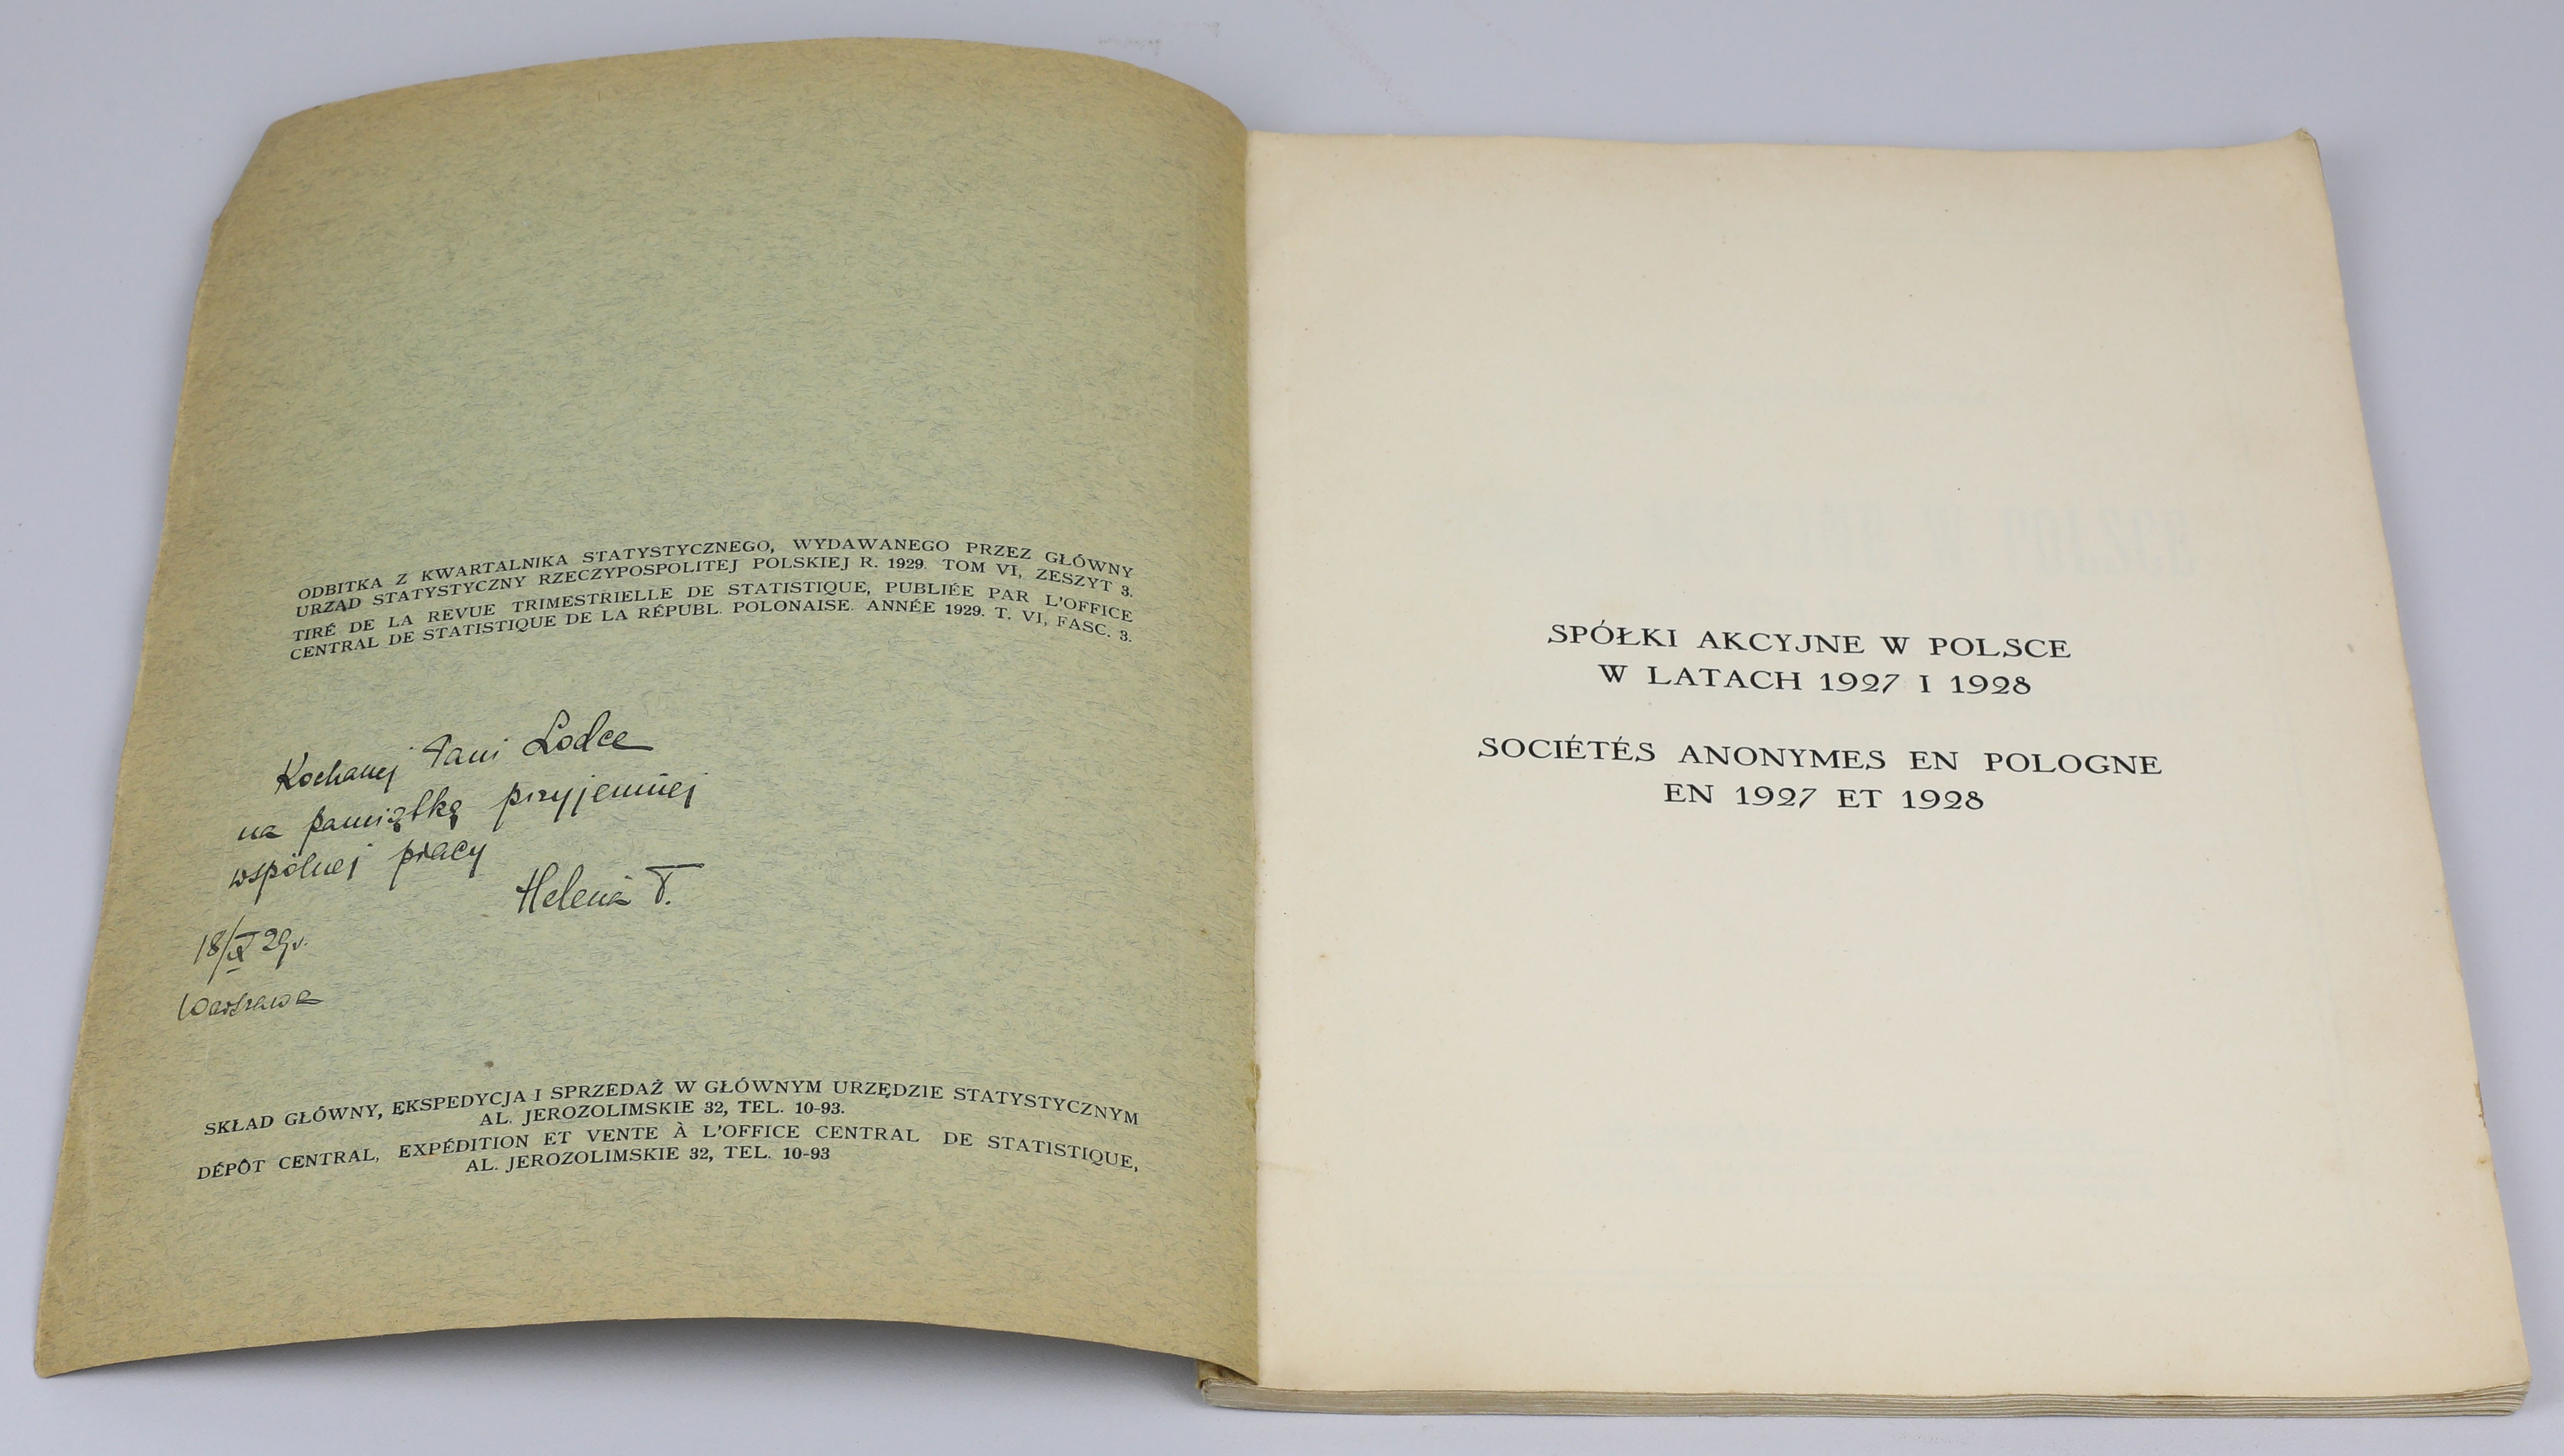 ODBITKA Z KWARTALNIKA STATYSTYCZNEGO, WYDAWANEGO PRZEZ GŁÓWNY
URZĄD STATYSTYCZNY RZECZYPOSPOLITEJ POLSKIEJ R. 1929. TOM VI, ZESZYT 3.
TIRÉ DE LA REVUE TRIMESTRIELLE DE STATISTIQUE, PUBLIÉE PAR L'OFFICE
CENTRAL DE STATISTIQUE DE LA RÉPUBL. POLONAISE. ANNÉE 1929. T. VI, FASC. 3.
Kochanej Pani Lodce
na pamiątkę przyjemnej
wspólnej pracy
Helena T.
18/X 29r.
Warszawa
SKŁAD GŁÓWNY, EKSPEDYCJA I SPRZEDAŻ W GŁÓWNYM URZĘDZIE STATYSTYCZNYM
AL. JEROZOLIMSKIE 32, TEL. 10-93.
DÉPÔT CENTRAL, EXPÉDITION ET VENTE À L'OFFICE CENTRAL DE STATISTIQUE,
AL. JEROZOLIMSKIE 32, TEL. 10-93
SPÓŁKI AKCYJNE W POLSCE
W LATACH 1927 I 1928
SOCIÉTÉS ANONYMES EN POLOGNE
EN 1927 ET 1928